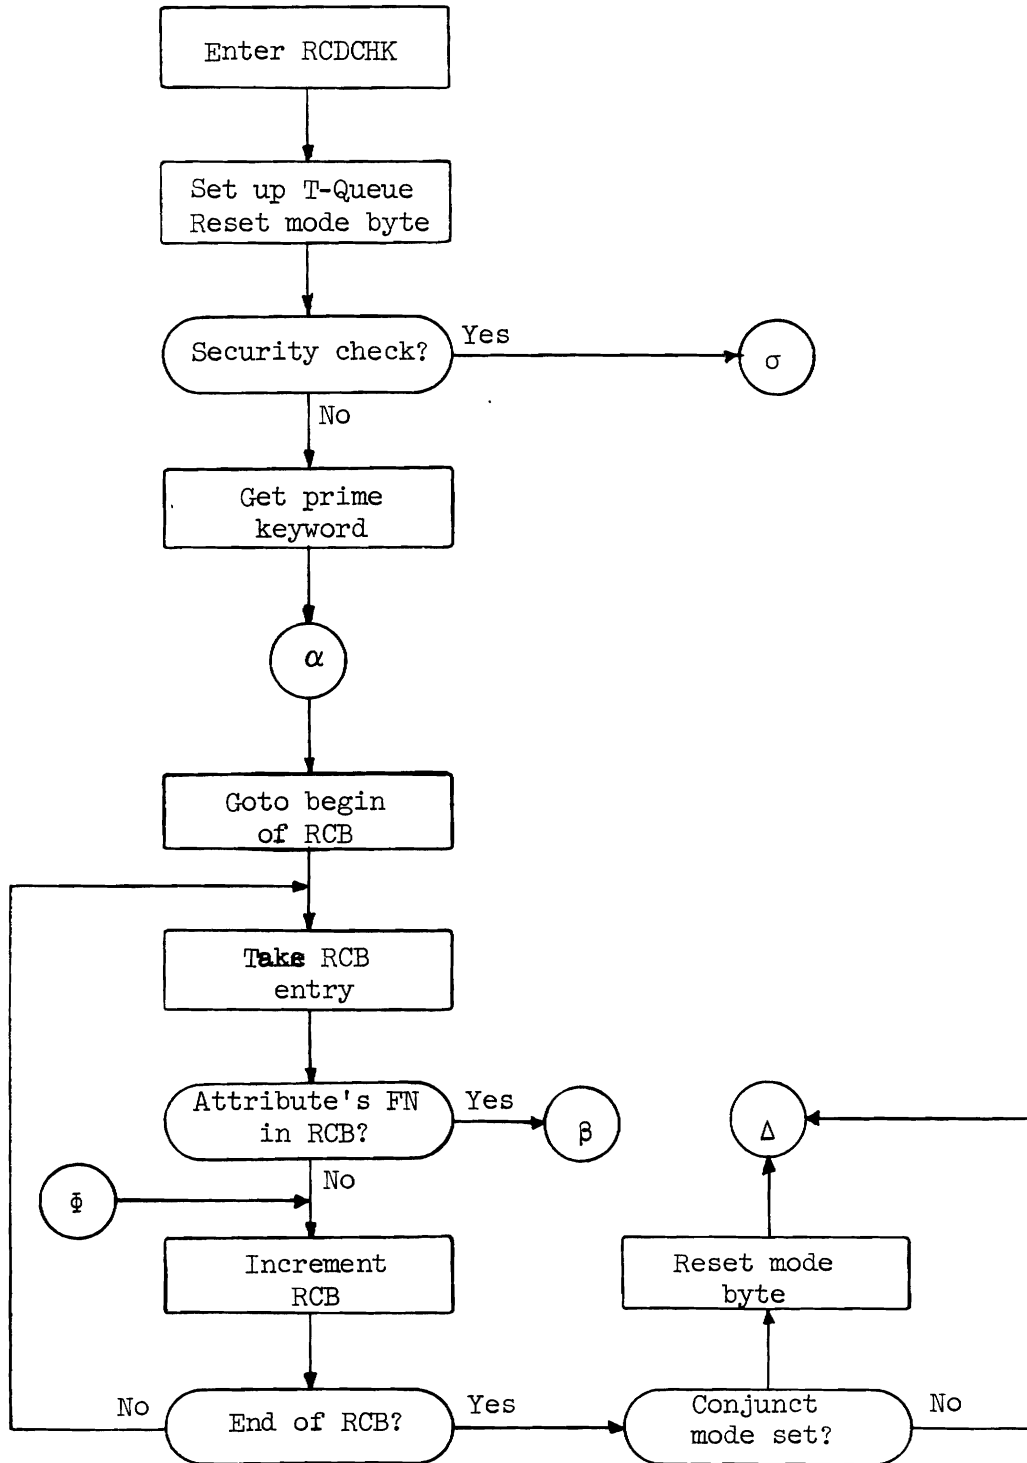 Enter RCDCHK
Set up T-Queue
Reset mode byte
Security check?
Yes
σ
No
Get prime
keyword
α
Goto begin
of RCB
Take RCB
entry
Attribute's FN
in RCB?
Yes
β
Δ
No
Φ
Increment
RCB
Reset mode
byte
No
End of RCB?
Yes
Conjunct
mode set?
No